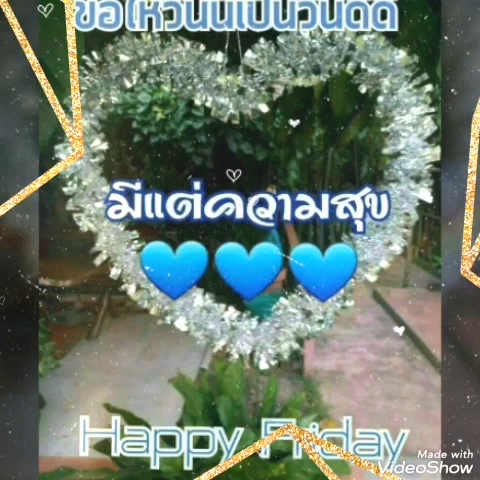 ขอให้วันนี้เป็นวันดีดี
มีแต่ความสุข
Happy Friday
Made with
VideoShow